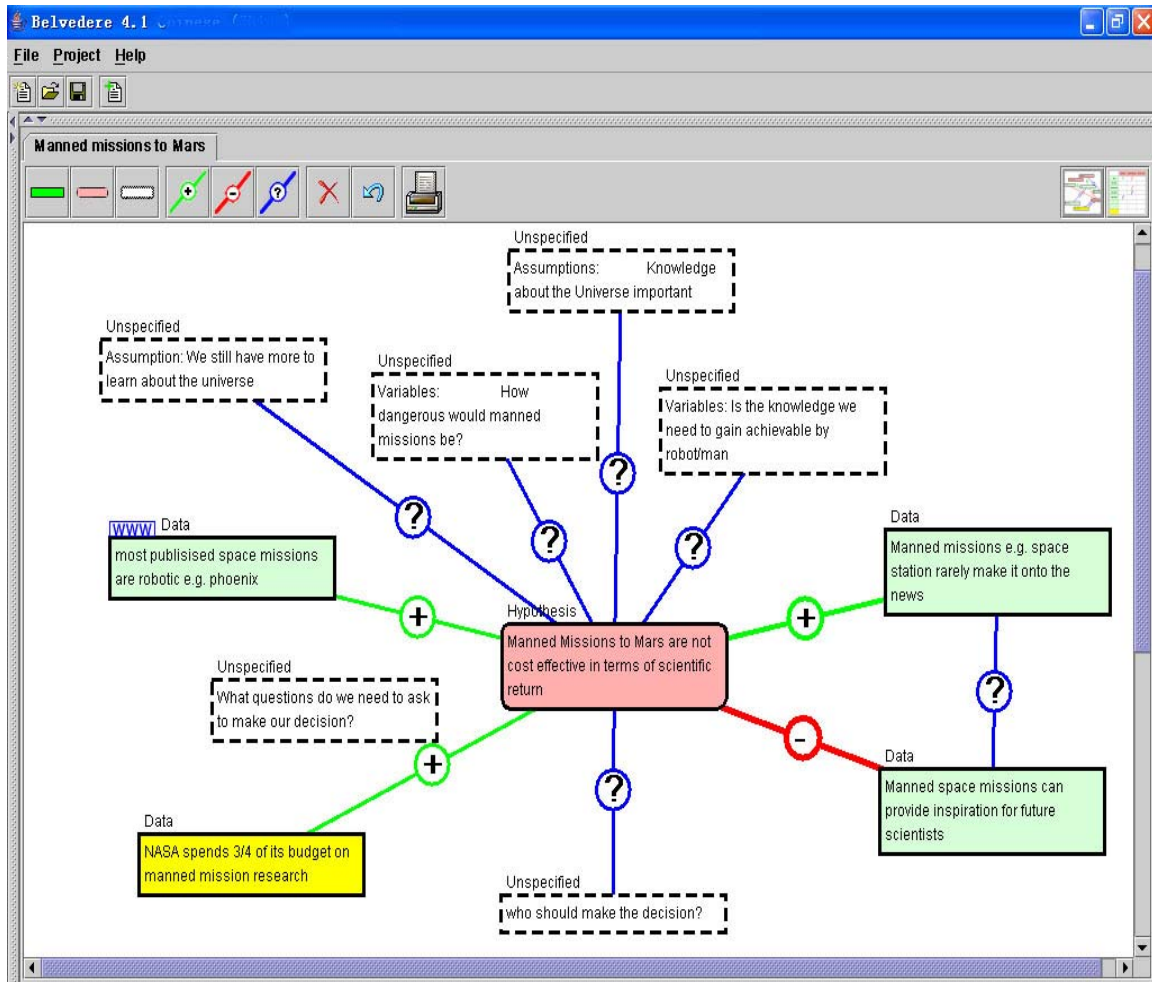 Belvedere 4.1
File Project Help
Manned missions to Mars
Unspecified
Assumptions: Knowledge
about the Universe important
Unspecified
Assumption: We still have more to
learn about the universe
Unspecified
Variables: How
dangerous would manned
missions be?
Unspecified
Variables: Is the knowledge we
need to gain achievable by
robot/man
?
?
?
?
WWW Data
most publisised space missions
are robotic e.g. phoenix
+
Data
Manned missions e.g. space
station rarely make it onto the
news
+
Hypothesis
Manned Missions to Mars are not
cost effective in terms of scientific
return
Unspecified
What questions do we need to ask
to make our decision?
+
?
-
?
Data
Manned space missions can
provide inspiration for future
scientists
Data
NASA spends 3/4 of its budget on
manned mission research
Unspecified
who should make the decision?